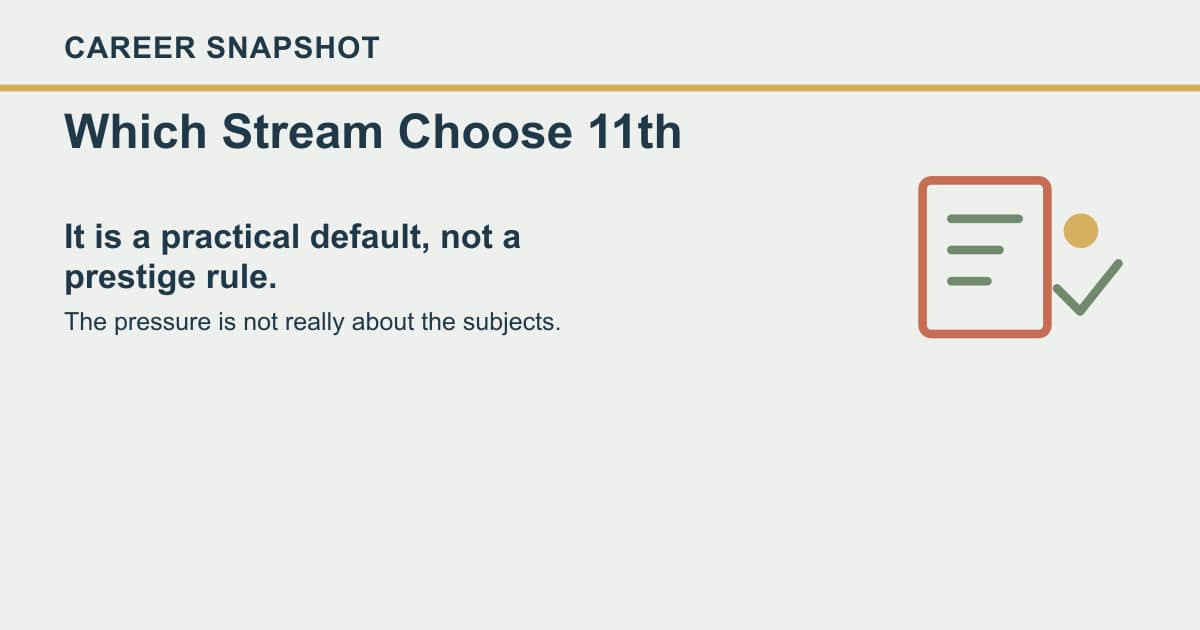 CAREER SNAPSHOT
Which Stream Choose 11th
It is a practical default, not a
prestige rule.
The pressure is not really about the subjects.